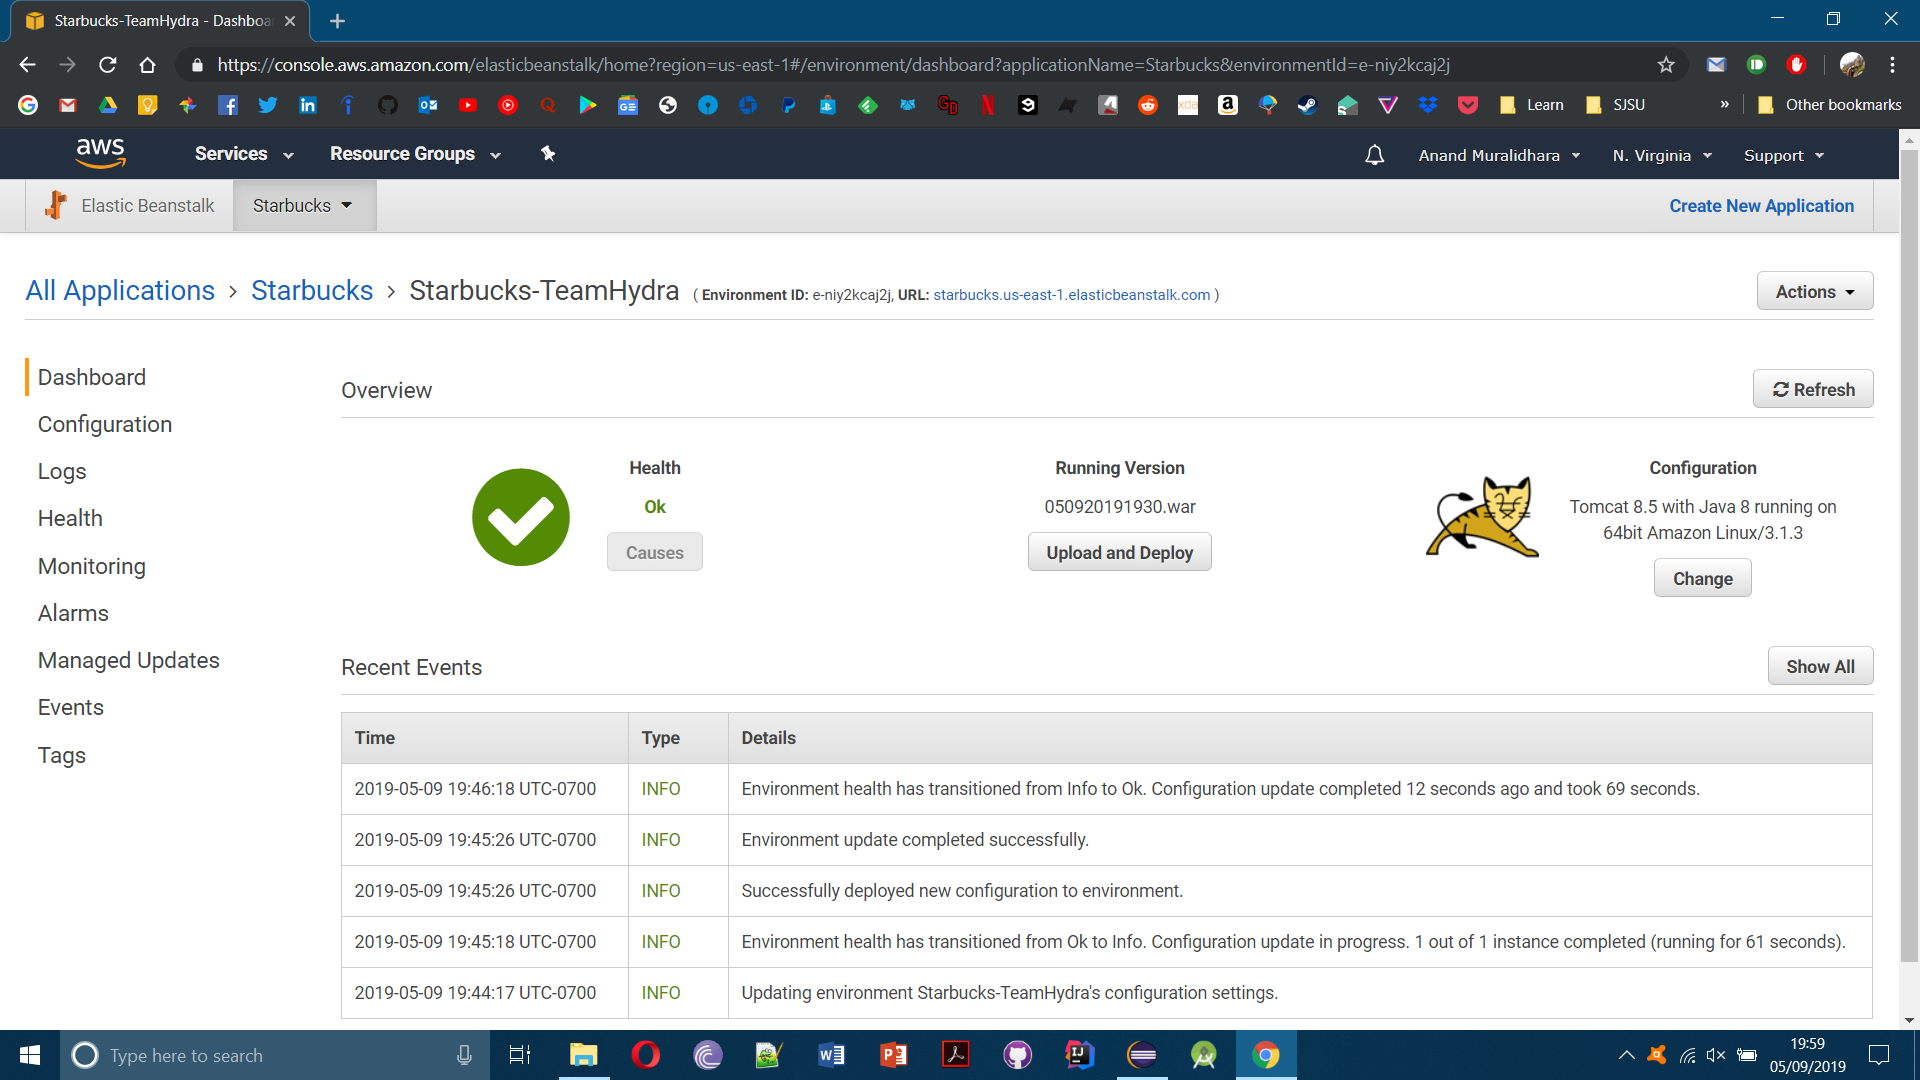 Starbucks-TeamHydra - Dashboa
https://console.aws.amazon.com/elasticbeanstalk/home?region=us-east-1#/environment/dashboard?applicationName=Starbucks&environmentId=e-niy2kcaj2j
Learn SJSU » Other bookmarks
aws Services Resource Groups Anand Muralidhara N. Virginia Support
Elastic Beanstalk Starbucks Create New Application
All Applications > Starbucks > Starbucks-TeamHydra ( Environment ID: e-niy2kcaj2j, URL: starbucks.us-east-1.elasticbeanstalk.com ) Actions
Dashboard
Configuration
Logs
Health
Monitoring
Alarms
Managed Updates
Events
Tags
Overview Refresh
Health
Ok
Causes
Running Version
050920191930.war
Upload and Deploy
Configuration
Tomcat 8.5 with Java 8 running on
64bit Amazon Linux/3.1.3
Change
Recent Events Show All
Time Type Details
2019-05-09 19:46:18 UTC-0700 INFO Environment health has transitioned from Info to Ok. Configuration update completed 12 seconds ago and took 69 seconds.
2019-05-09 19:45:26 UTC-0700 INFO Environment update completed successfully.
2019-05-09 19:45:26 UTC-0700 INFO Successfully deployed new configuration to environment.
2019-05-09 19:45:18 UTC-0700 INFO Environment health has transitioned from Ok to Info. Configuration update in progress. 1 out of 1 instance completed (running for 61 seconds).
2019-05-09 19:44:17 UTC-0700 INFO Updating environment Starbucks-TeamHydra's configuration settings.
Type here to search
19:59
05/09/2019